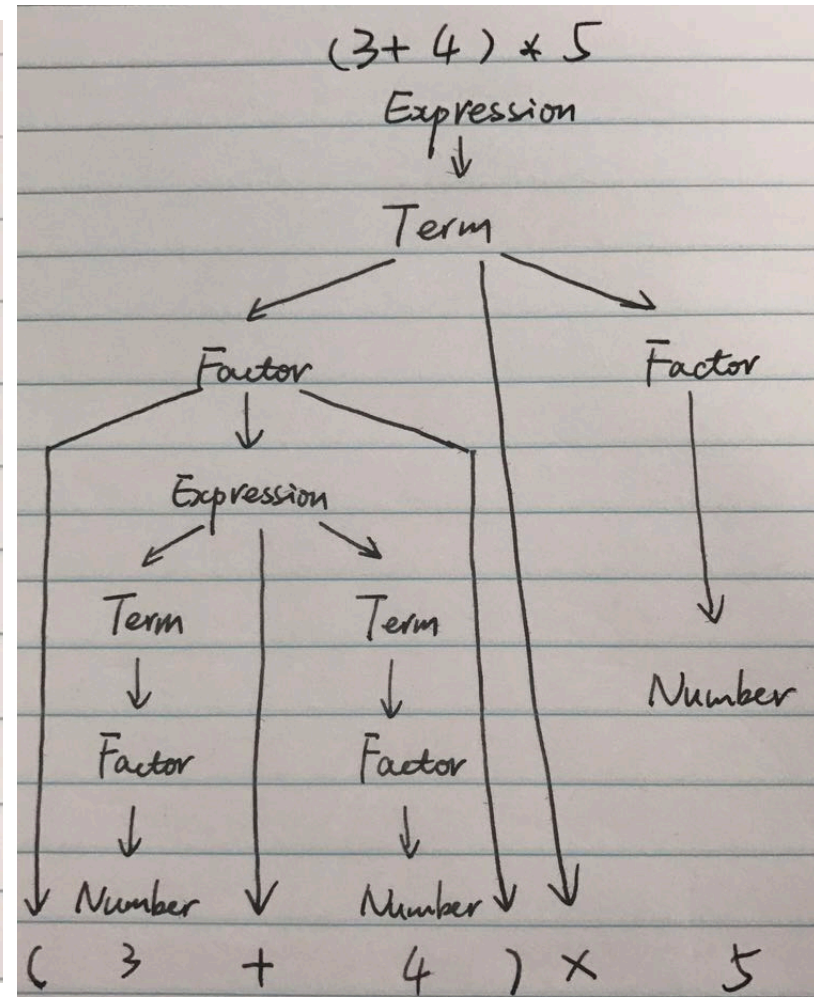 (3+ 4) * 5
Expression
Term
Factor Factor
Expression
Term Term
Number
Factor Factor
Number Number
( 3 + 4 ) × 5